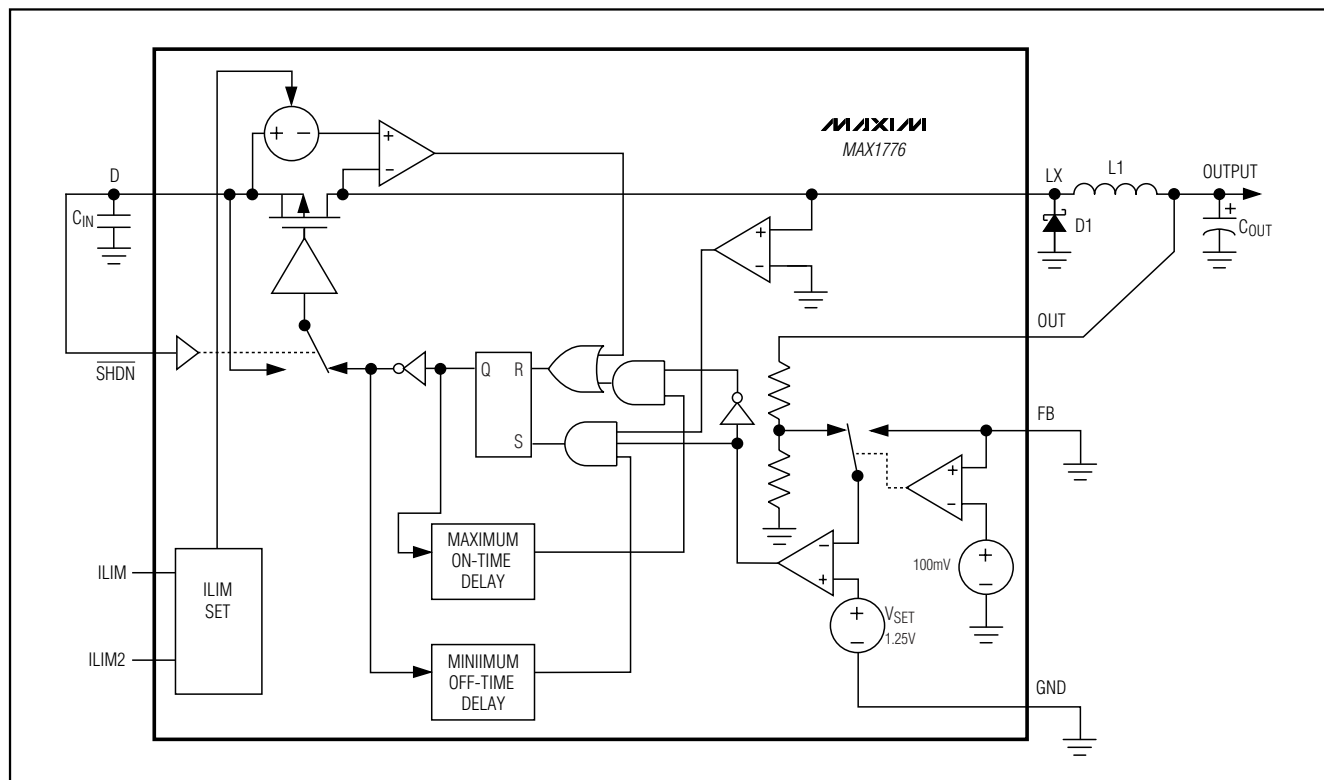 MAXIM
MAX1776
D
LX
L1
OUTPUT
+
-
+
-
CIN
D1
+
COUT
+
-
OUT
SHDN
Q
R
S
FB
+
-
MAXIMUM
ON-TIME
DELAY
-
+
100mV
+
-
ILIM
ILIM
SET
VSET
1.25V
+
-
ILIM2
MINIIMUM
OFF-TIME
DELAY
GND